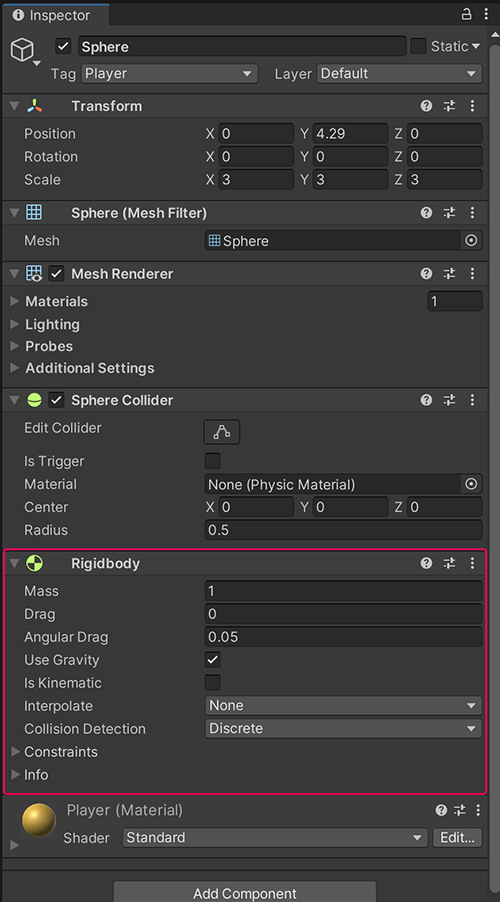 Inspector
Sphere Static
Tag Player Layer Default
Transform
Position X 0 Y 4.29 Z 0
Rotation X 0 Y 0 Z 0
Scale X 3 Y 3 Z 3
Sphere (Mesh Filter)
Mesh Sphere
Mesh Renderer
Materials 1
Lighting
Probes
Additional Settings
Sphere Collider
Edit Collider
Is Trigger
Material None (Physic Material)
Center X 0 Y 0 Z 0
Radius 0.5
Rigidbody
Mass 1
Drag 0
Angular Drag 0.05
Use Gravity
Is Kinematic
Interpolate None
Collision Detection Discrete
Constraints
Info
Player (Material)
Shader Standard Edit...
Add Component